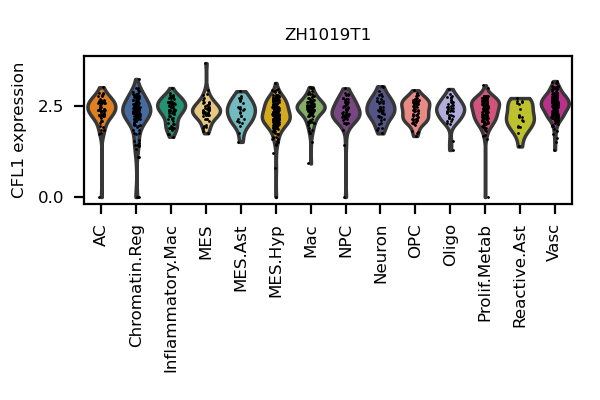 ZH1019T1
CFL1 expression
2.5
0.0
AC
Chromatin.Reg
Inflammatory.Mac
MES
MES.Ast
MES.Hyp
Mac
NPC
Neuron
OPC
Oligo
Prolif.Metab
Reactive.Ast
Vasc